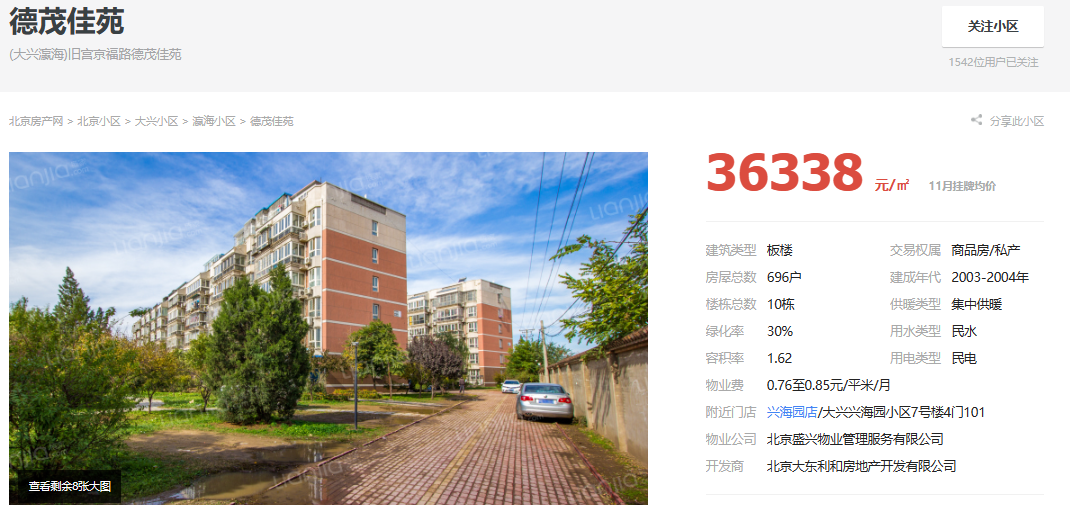 德茂佳苑
(大兴瀛海)旧宫京福路德茂佳苑
关注小区
1542位用户已关注
北京房产网 > 北京小区 > 大兴小区 > 瀛海小区 > 德茂佳苑
分享此小区
36338 元/㎡ 11月挂牌均价
建筑类型 板楼 交易权属 商品房/私产
房屋总数 696户 建成年代 2003-2004年
楼栋总数 10栋 供暖类型 集中供暖
绿化率 30% 用水类型 民水
容积率 1.62 用电类型 民电
物业费 0.76至0.85元/平米/月
附近门店 兴海园店/大兴兴海园小区7号楼4门101
物业公司 北京盛兴物业管理服务有限公司
开发商 北京大东利和房地产开发有限公司
lianjia
lianjia
lianjia
查看剩余8张大图